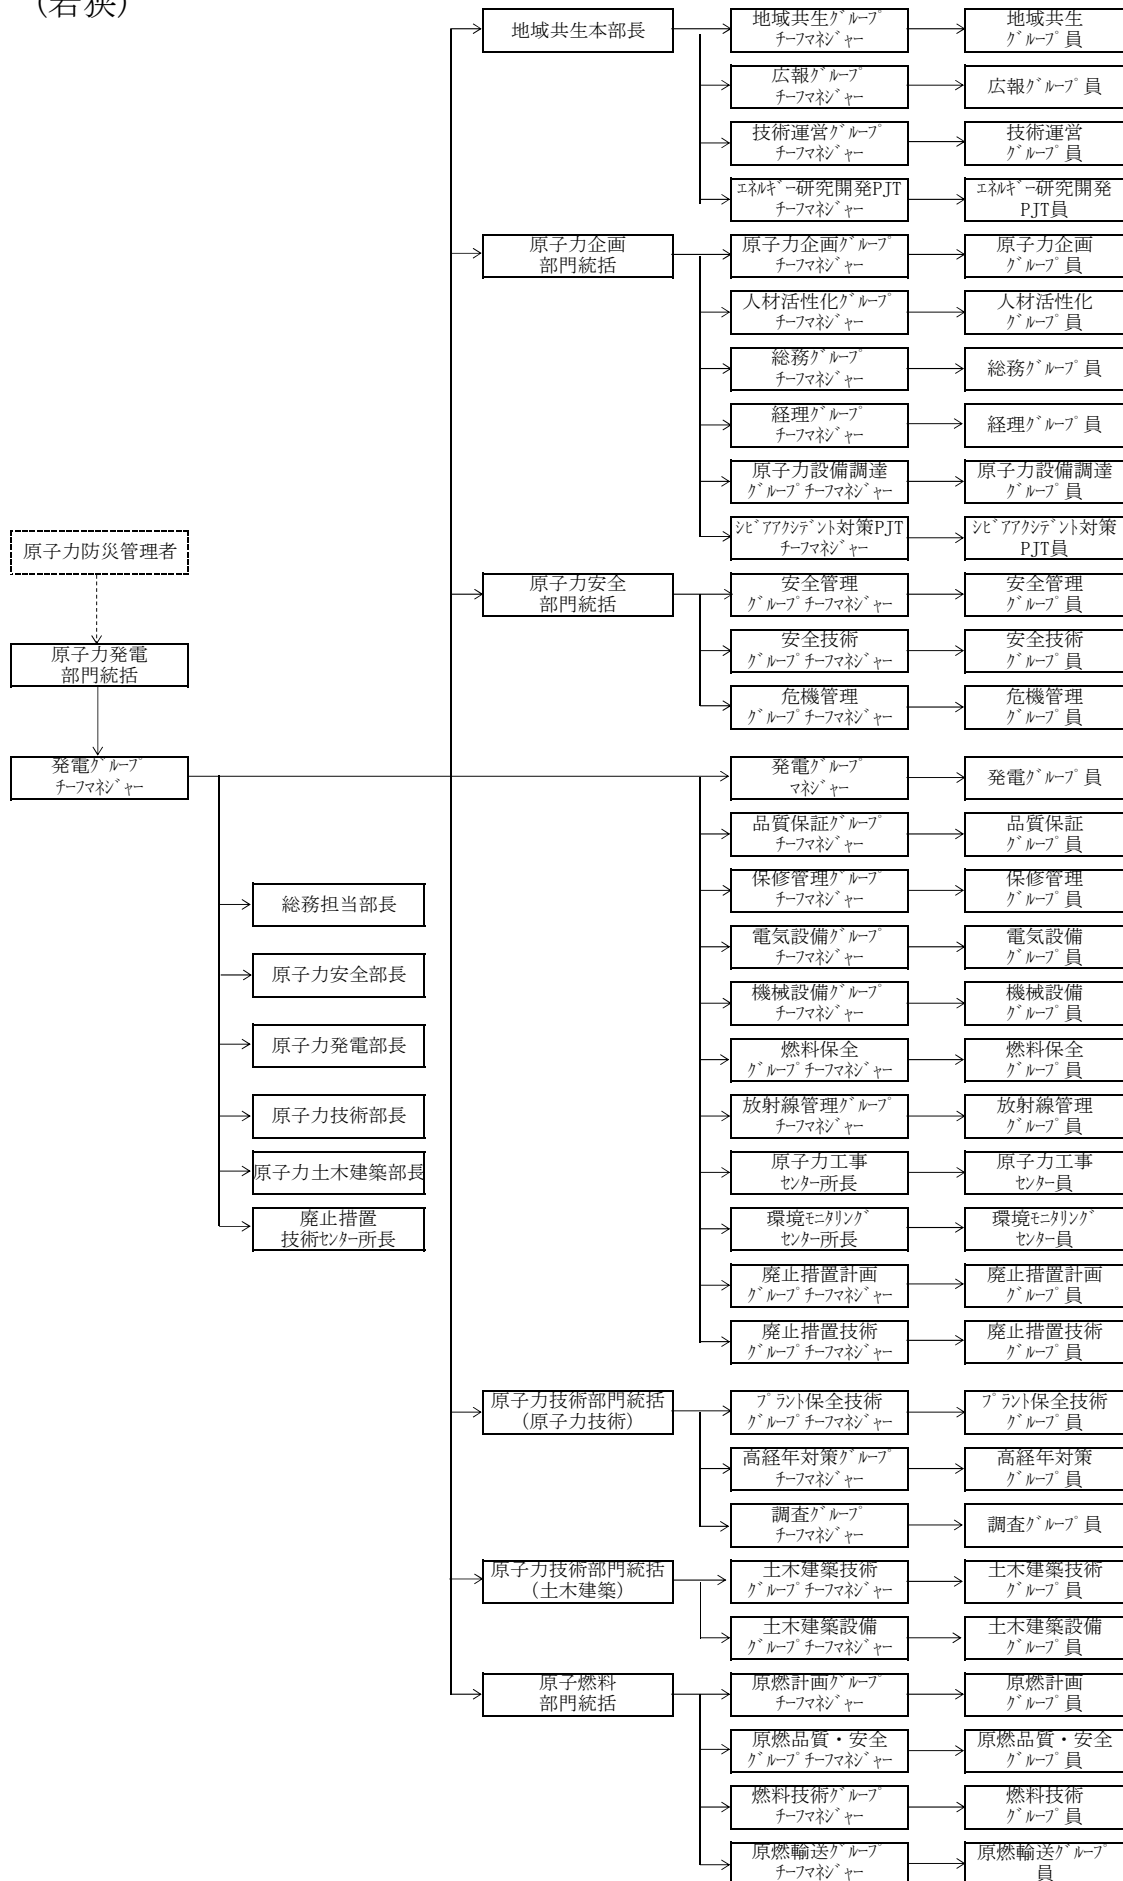 (若狭)
地域共生本部長
地域共生ｸﾞﾙｰﾌﾟ
ﾁｰﾌﾏﾈｼﾞｬｰ
地域共生
ｸﾞﾙｰﾌﾟ員
広報ｸﾞﾙｰﾌﾟ
ﾁｰﾌﾏﾈｼﾞｬｰ
広報ｸﾞﾙｰﾌﾟ員
技術運営ｸﾞﾙｰﾌﾟ
ﾁｰﾌﾏﾈｼﾞｬｰ
技術運営
ｸﾞﾙｰﾌﾟ員
ｴﾈﾙｷﾞｰ研究開発PJT
ﾁｰﾌﾏﾈｼﾞｬｰ
ｴﾈﾙｷﾞｰ研究開発
PJT員
原子力企画
部門統括
原子力企画ｸﾞﾙｰﾌﾟ
ﾁｰﾌﾏﾈｼﾞｬｰ
原子力企画
ｸﾞﾙｰﾌﾟ員
人材活性化ｸﾞﾙｰﾌﾟ
ﾁｰﾌﾏﾈｼﾞｬｰ
人材活性化
ｸﾞﾙｰﾌﾟ員
総務ｸﾞﾙｰﾌﾟ
ﾁｰﾌﾏﾈｼﾞｬｰ
総務ｸﾞﾙｰﾌﾟ員
経理ｸﾞﾙｰﾌﾟ
ﾁｰﾌﾏﾈｼﾞｬｰ
経理ｸﾞﾙｰﾌﾟ員
原子力設備調達
ｸﾞﾙｰﾌﾟﾁｰﾌﾏﾈｼﾞｬｰ
原子力設備調達
ｸﾞﾙｰﾌﾟ員
ｼﾋﾞｱｱｸｼﾃﾞﾝﾄ対策PJT
ﾁｰﾌﾏﾈｼﾞｬｰ
ｼﾋﾞｱｱｸｼﾃﾞﾝﾄ対策
PJT員
原子力防災管理者
原子力発電
部門統括
発電ｸﾞﾙｰﾌﾟ
ﾁｰﾌﾏﾈｼﾞｬｰ
原子力安全
部門統括
安全管理
ｸﾞﾙｰﾌﾟﾁｰﾌﾏﾈｼﾞｬｰ
安全管理
ｸﾞﾙｰﾌﾟ員
安全技術
ｸﾞﾙｰﾌﾟﾁｰﾌﾏﾈｼﾞｬｰ
安全技術
ｸﾞﾙｰﾌﾟ員
危機管理
ｸﾞﾙｰﾌﾟﾁｰﾌﾏﾈｼﾞｬｰ
危機管理
ｸﾞﾙｰﾌﾟ員
発電ｸﾞﾙｰﾌﾟ
ﾏﾈｼﾞｬｰ
発電ｸﾞﾙｰﾌﾟ員
品質保証ｸﾞﾙｰﾌﾟ
ﾁｰﾌﾏﾈｼﾞｬｰ
品質保証
ｸﾞﾙｰﾌﾟ員
保修管理ｸﾞﾙｰﾌﾟ
ﾁｰﾌﾏﾈｼﾞｬｰ
保修管理
ｸﾞﾙｰﾌﾟ員
電気設備ｸﾞﾙｰﾌﾟ
ﾁｰﾌﾏﾈｼﾞｬｰ
電気設備
ｸﾞﾙｰﾌﾟ員
機械設備ｸﾞﾙｰﾌﾟ
ﾁｰﾌﾏﾈｼﾞｬｰ
機械設備
ｸﾞﾙｰﾌﾟ員
燃料保全
ｸﾞﾙｰﾌﾟﾁｰﾌﾏﾈｼﾞｬｰ
燃料保全
ｸﾞﾙｰﾌﾟ員
放射線管理ｸﾞﾙｰﾌﾟ
ﾁｰﾌﾏﾈｼﾞｬｰ
放射線管理
ｸﾞﾙｰﾌﾟ員
原子力工事
ｾﾝﾀｰ所長
原子力工事
ｾﾝﾀｰ員
環境ﾓﾆﾀﾘﾝｸﾞ
ｾﾝﾀｰ所長
環境ﾓﾆﾀﾘﾝｸﾞ
ｾﾝﾀｰ員
廃止措置計画
ｸﾞﾙｰﾌﾟﾁｰﾌﾏﾈｼﾞｬｰ
廃止措置計画
ｸﾞﾙｰﾌﾟ員
廃止措置技術
ｸﾞﾙｰﾌﾟﾁｰﾌﾏﾈｼﾞｬｰ
廃止措置技術
ｸﾞﾙｰﾌﾟ員
総務担当部長
原子力安全部長
原子力発電部長
原子力技術部長
原子力土木建築部長
廃止措置
技術ｾﾝﾀｰ所長
原子力技術部門統括
(原子力技術)
ﾌﾟﾗﾝﾄ保全技術
ｸﾞﾙｰﾌﾟﾁｰﾌﾏﾈｼﾞｬｰ
ﾌﾟﾗﾝﾄ保全技術
ｸﾞﾙｰﾌﾟ員
高経年対策ｸﾞﾙｰﾌﾟ
ﾁｰﾌﾏﾈｼﾞｬｰ
高経年対策
ｸﾞﾙｰﾌﾟ員
調査ｸﾞﾙｰﾌﾟ
ﾁｰﾌﾏﾈｼﾞｬｰ
調査ｸﾞﾙｰﾌﾟ員
原子力技術部門統括
(土木建築)
土木建築技術
ｸﾞﾙｰﾌﾟﾁｰﾌﾏﾈｼﾞｬｰ
土木建築技術
ｸﾞﾙｰﾌﾟ員
土木建築設備
ｸﾞﾙｰﾌﾟﾁｰﾌﾏﾈｼﾞｬｰ
土木建築設備
ｸﾞﾙｰﾌﾟ員
原子燃料
部門統括
原燃計画ｸﾞﾙｰﾌﾟ
ﾁｰﾌﾏﾈｼﾞｬｰ
原燃計画
ｸﾞﾙｰﾌﾟ員
原燃品質・安全
ｸﾞﾙｰﾌﾟﾁｰﾌﾏﾈｼﾞｬｰ
原燃品質・安全
ｸﾞﾙｰﾌﾟ員
燃料技術ｸﾞﾙｰﾌﾟ
ﾁｰﾌﾏﾈｼﾞｬｰ
燃料技術
ｸﾞﾙｰﾌﾟ員
原燃輸送ｸﾞﾙｰﾌﾟ
ﾁｰﾌﾏﾈｼﾞｬｰ
原燃輸送ｸﾞﾙｰﾌﾟ
員